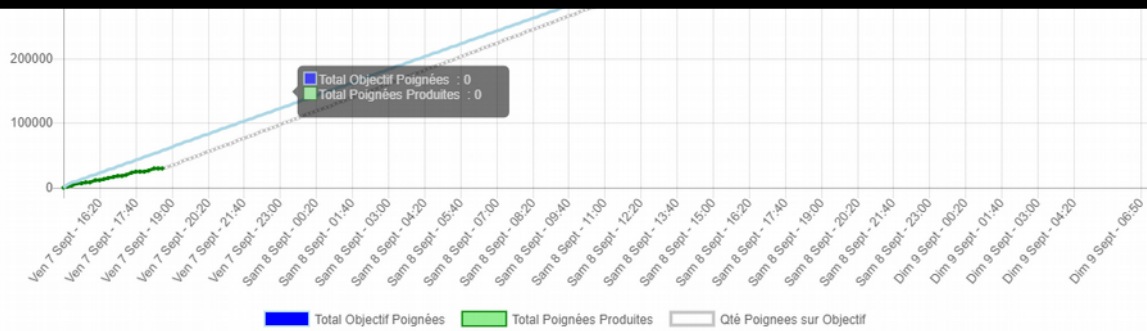 200000
Total Objectif Poignées : 0
Total Poignées Produites : 0
100000
0
Ven 7 Sept - 16:20
Ven 7 Sept - 17:40
Ven 7 Sept - 19:00
Ven 7 Sept - 20:20
Ven 7 Sept - 21:40
Ven 7 Sept - 23:00
Sam 8 Sept - 00:20
Sam 8 Sept - 01:40
Sam 8 Sept - 03:00
Sam 8 Sept - 04:20
Sam 8 Sept - 05:40
Sam 8 Sept - 07:00
Sam 8 Sept - 08:20
Sam 8 Sept - 09:40
Sam 8 Sept - 11:00
Sam 8 Sept - 12:20
Sam 8 Sept - 13:40
Sam 8 Sept - 15:00
Sam 8 Sept - 16:20
Sam 8 Sept - 17:40
Sam 8 Sept - 19:00
Sam 8 Sept - 20:20
Sam 8 Sept - 21:40
Sam 8 Sept - 23:00
Dim 9 Sept - 00:20
Dim 9 Sept - 01:40
Dim 9 Sept - 03:00
Dim 9 Sept - 04:20
Dim 9 Sept - 06:50
Total Objectif Poignées
Total Poignées Produites
Qté Poignees sur Objectif